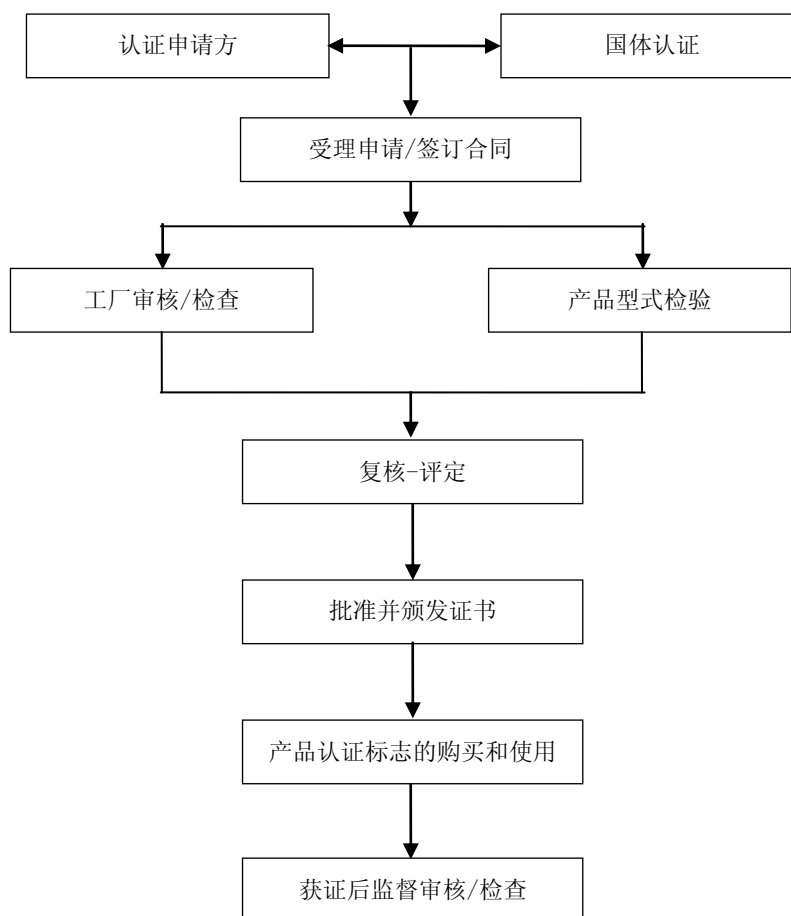 认证申请方
国体认证
受理申请/签订合同
工厂审核/检查
产品型式检验
复核-评定
批准并颁发证书
产品认证标志的购买和使用
获证后监督审核/检查